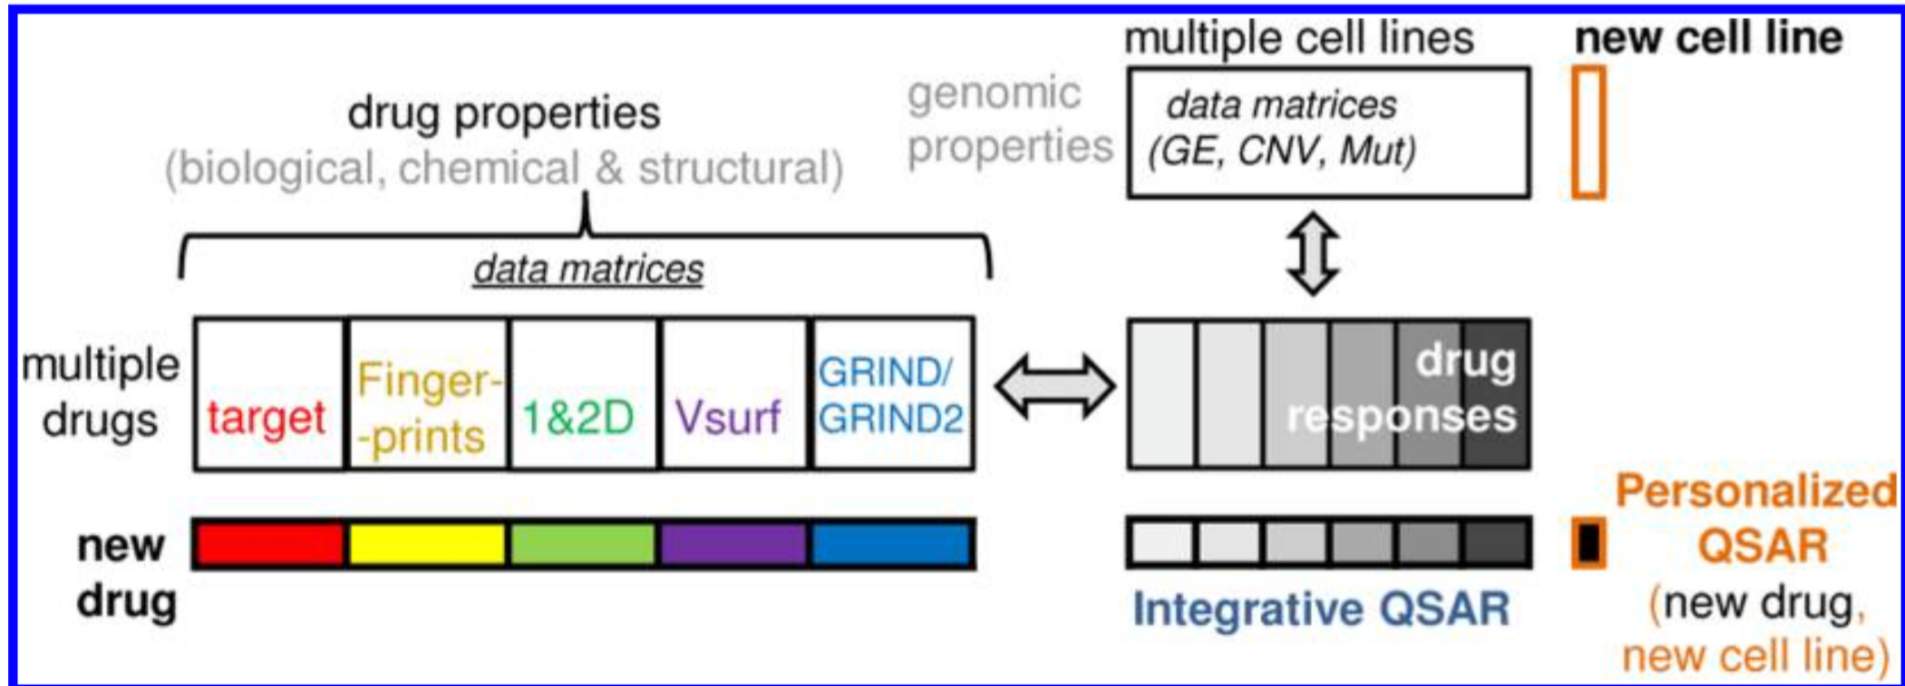 multiple cell lines
new cell line
genomic
properties
data matrices
(GE, CNV, Mut)
drug properties
(biological, chemical & structural)
data matrices
multiple
drugs
target
Finger-
-prints
1&2D
Vsurf
GRIND/
GRIND2
drug
responses
new
drug
Integrative QSAR
Personalized
QSAR
(new drug,
new cell line)